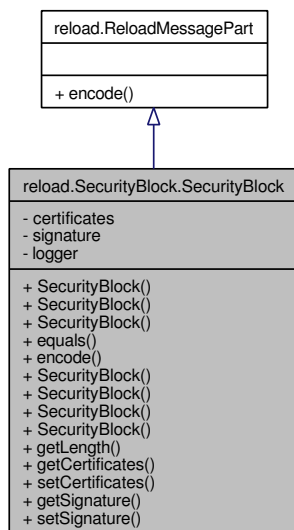 reload.ReloadMessagePart
+ encode()
reload.SecurityBlock.SecurityBlock
- certificates
- signature
- logger
+ SecurityBlock()
+ SecurityBlock()
+ SecurityBlock()
+ equals()
+ encode()
+ SecurityBlock()
+ SecurityBlock()
+ SecurityBlock()
+ SecurityBlock()
+ getLength()
+ getCertificates()
+ setCertificates()
+ getSignature()
+ setSignature()